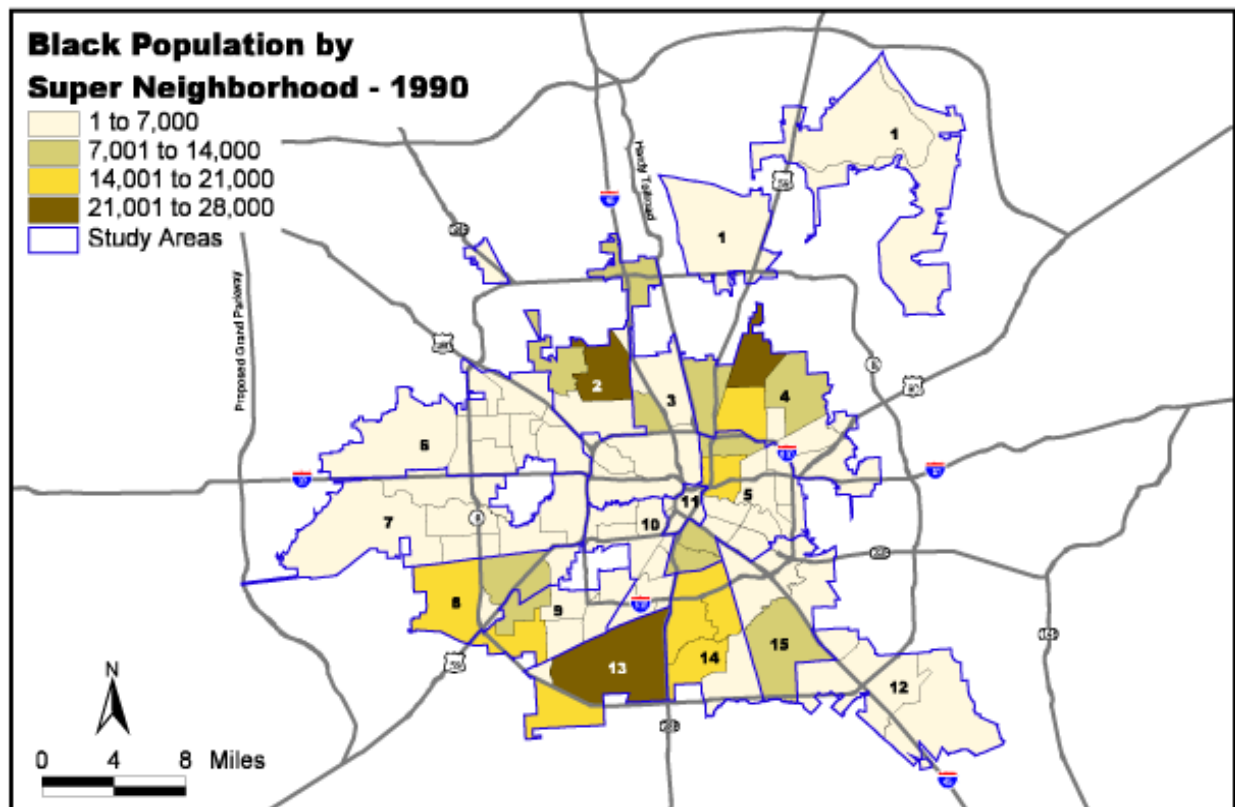 Black Population by
Super Neighborhood - 1990
1 to 7,000
7,001 to 14,000
14,001 to 21,000
21,001 to 28,000
Study Areas
Proposed Grand Parkway
Hardy Tollroad
1
1
2
3
4
6
5
7
10
11
8
9
15
14
13
12
N
0 4 8 Miles